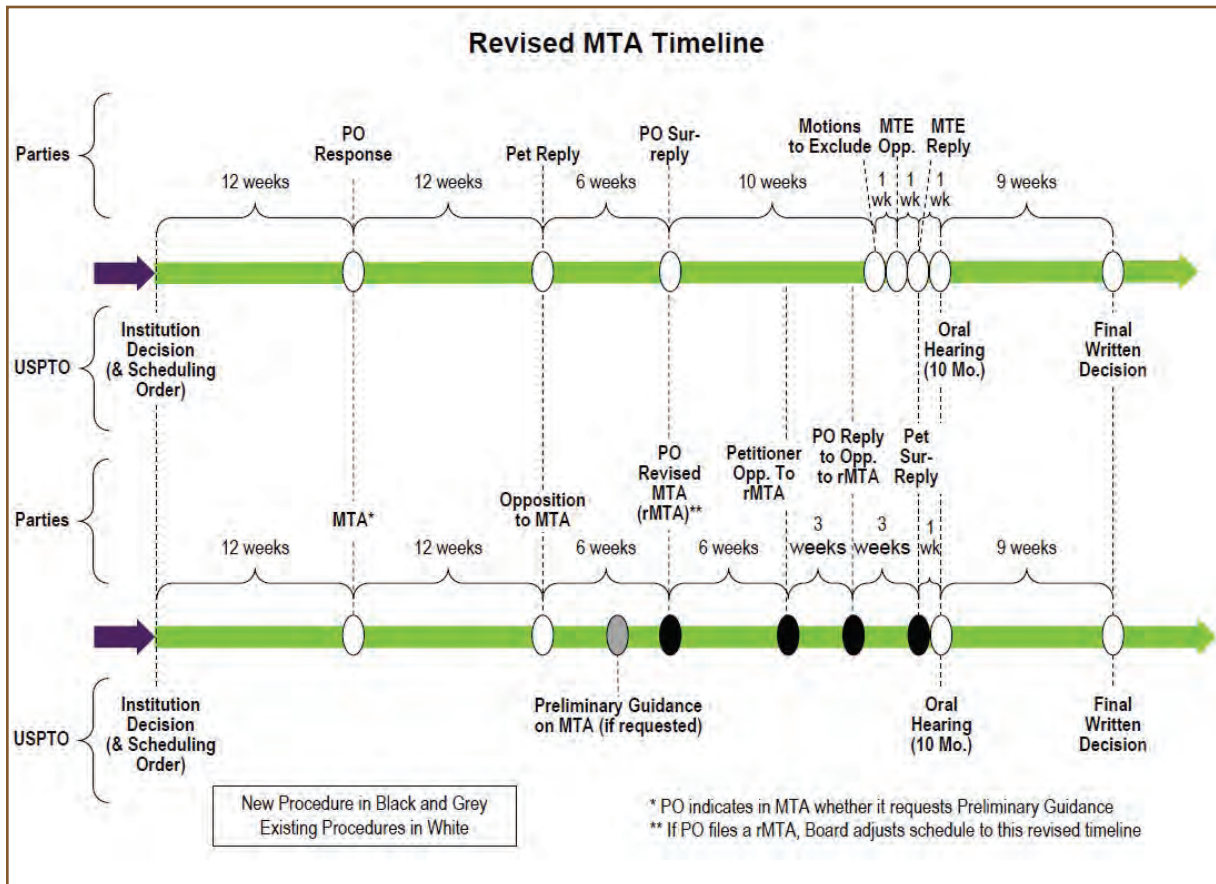 Revised MTA Timeline
Parties
PO
Response
Pet Reply
PO Sur-
reply
Motions
to Exclude
MTE
Opp.
MTE
Reply
12 weeks
12 weeks
6 weeks
10 weeks
1
wk
1
wk
1
wk
9 weeks
USPTO
Institution
Decision
(& Scheduling
Order)
Oral
Hearing
(10 Mo.)
Final
Written
Decision
Parties
MTA*
Opposition
to MTA
PO
Revised
MTA
(rMTA)**
Petitioner
Opp. To
rMTA
PO Reply
to Opp.
to rMTA
Pet
Sur-
Reply
12 weeks
12 weeks
6 weeks
6 weeks
3
weeks
3
weeks
1
wk
9 weeks
USPTO
Institution
Decision
(& Scheduling
Order)
Preliminary Guidance
on MTA (if requested)
Oral
Hearing
(10 Mo.)
Final
Written
Decision
New Procedure in Black and Grey
Existing Procedures in White
* PO indicates in MTA whether it requests Preliminary Guidance
** If PO files a rMTA, Board adjusts schedule to this revised timeline